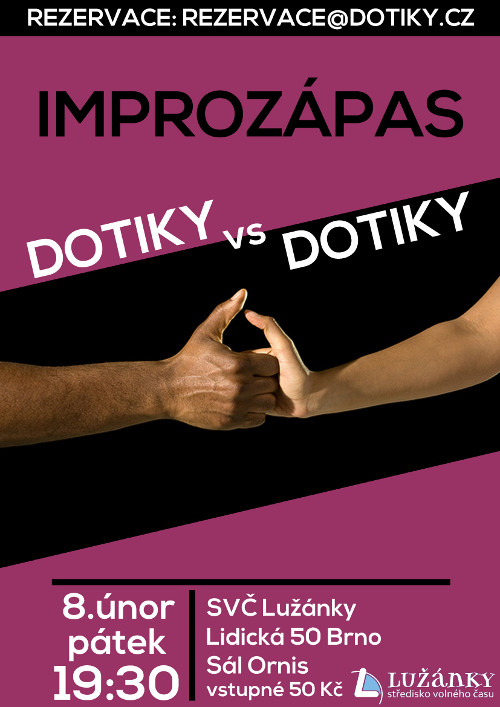 REZERVACE: REZERVACE@DOTIKY.CZ
IMPROZÁPAS
DOTIKY vs DOTIKY
8.únor
pátek
19:30
SVČ Lužánky
Lidická 50 Brno
Sál Ornis
vstupné 50 Kč
LUŽÁNKY
středisko volného času